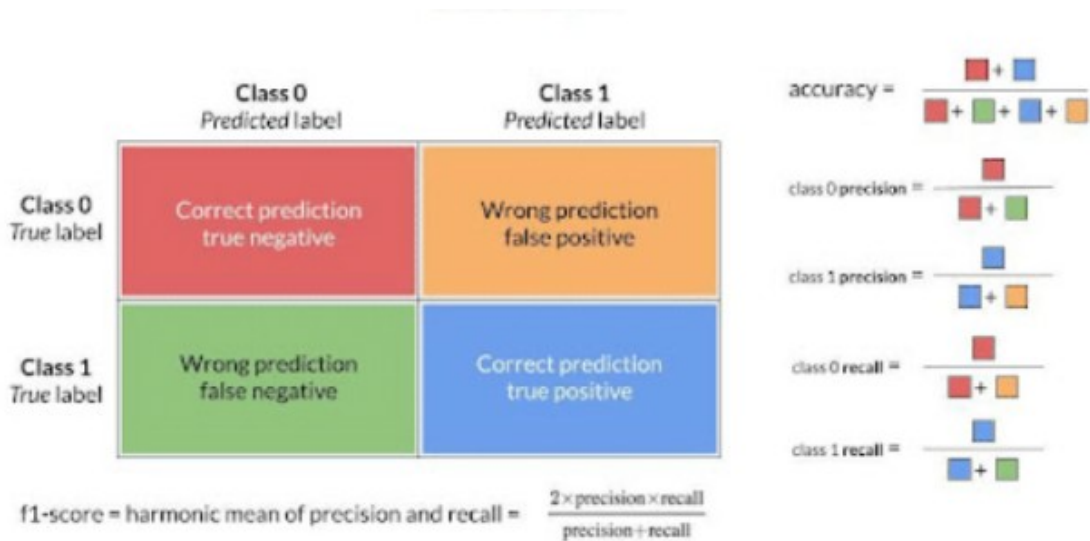 Class 0
Predicted label
Class 1
Predicted label
Class 0
True label
Correct prediction
true negative
Wrong prediction
false positive
Class 1
True label
Wrong prediction
false negative
Correct prediction
true positive
accuracy =
+
+ + +
class 0 precision =
+
class 1 precision =
+
class 0 recall =
+
class 1 recall =
+
f1-score = harmonic mean of precision and recall =
2×precision×recall
precision+recall